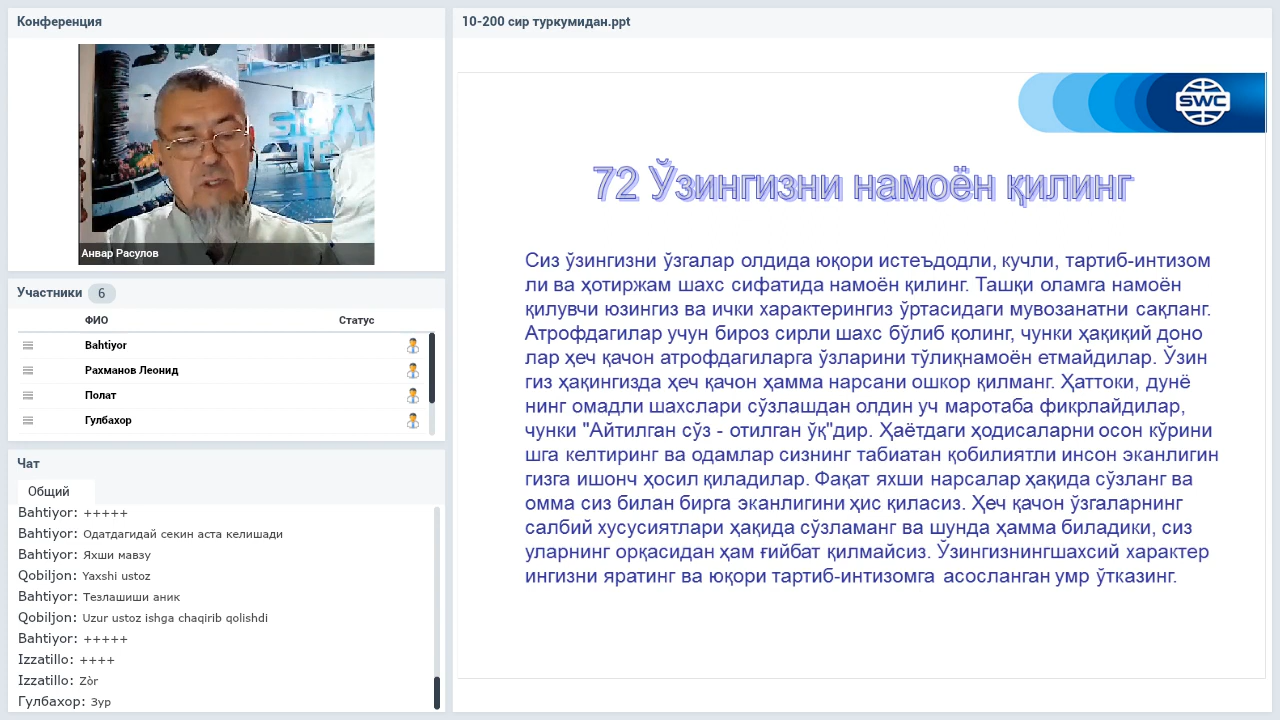 Конференция
Анвар Расулов
Участники 6
ФИО Статус
Bahtiyor
Рахманов Леонид
Полат
Гулбахор
Чат
Общий
Bahtiyor: +++++
Bahtiyor: Одатдагидай секин аста келишади
Bahtiyor: Яхши мавзу
Qobiljon: Yaxshi ustoz
Bahtiyor: Тезлашиши аник
Qobiljon: Uzur ustoz ishga chaqirib qolishdi
Bahtiyor: +++++
Izzatillo: ++++
Izzatillo: Zòr
Гулбахор: Зур
10-200 сир туркумидан.ppt
SWC
72 Ўзингизни намоён қилинг
Сиз ўзингизни ўзгалар олдида юқори истеъдодли, кучли, тартиб-интизом
ли ва ҳотиржам шахс сифатида намоён қилинг. Ташқи оламга намоён
қилувчи юзингиз ва ички характерингиз ўртасидаги мувозанатни сақланг.
Атрофдагилар учун бироз сирли шахс бўлиб қолинг, чунки ҳақиқий доно
лар ҳеч қачон атрофдагиларга ўзларини тўлиқнамоён етмайдилар. Ўзин
гиз ҳақингизда ҳеч қачон ҳамма нарсани ошкор қилманг. Ҳаттоки, дунё
нинг омадли шахслари сўзлашдан олдин уч маротаба фикрлайдилар,
чунки "Айтилган сўз - отилган ўқ"дир. Ҳаётдаги ҳодисаларни осон кўрини
шга келтиринг ва одамлар сизнинг табиатан қобилиятли инсон эканлигин
гизга ишонч ҳосил қиладилар. Фақат яхши нарсалар ҳақида сўзланг ва
омма сиз билан бирга эканлигини ҳис қиласиз. Ҳеч қачон ўзгаларнинг
салбий хусусиятлари ҳақида сўзламанг ва шунда ҳамма биладики, сиз
уларнинг орқасидан ҳам ғийбат қилмайсиз. Ўзингизнингшахсий характер
ингизни яратинг ва юқори тартиб-интизомга асосланган умр ўтказинг.